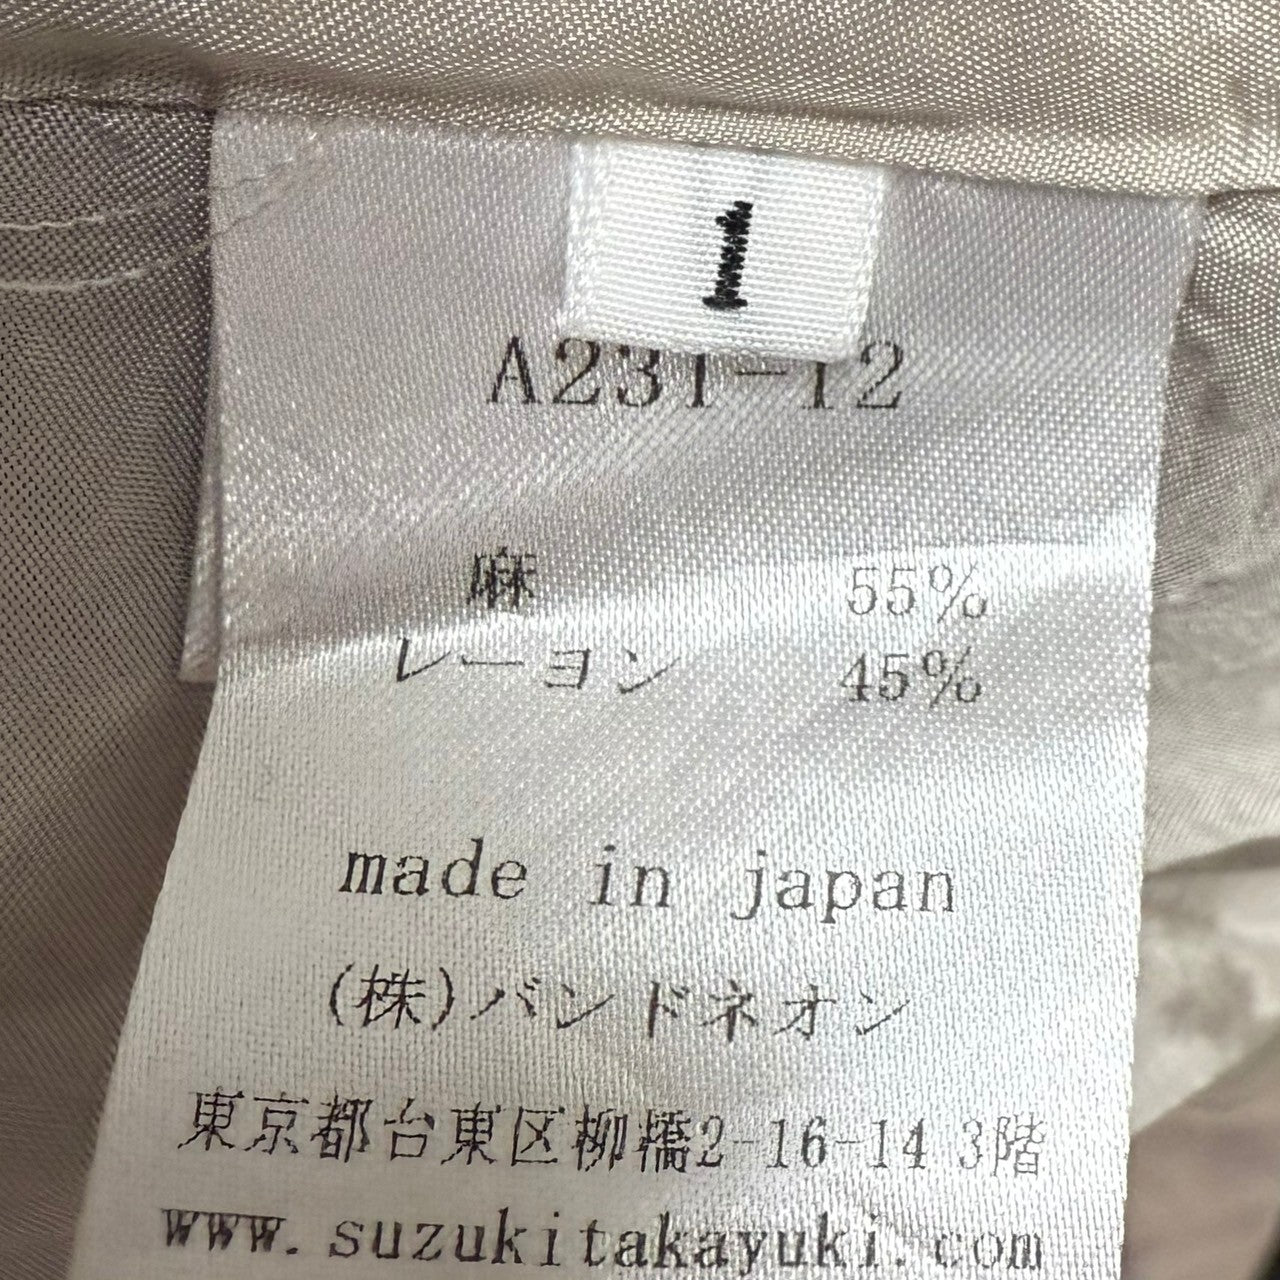 1
A231-12
麻 55%
レーヨン 45%
made in japan
(株)バンドネオン
東京都台東区柳橋2-16-14 3階
www.suzukitakayuki.com